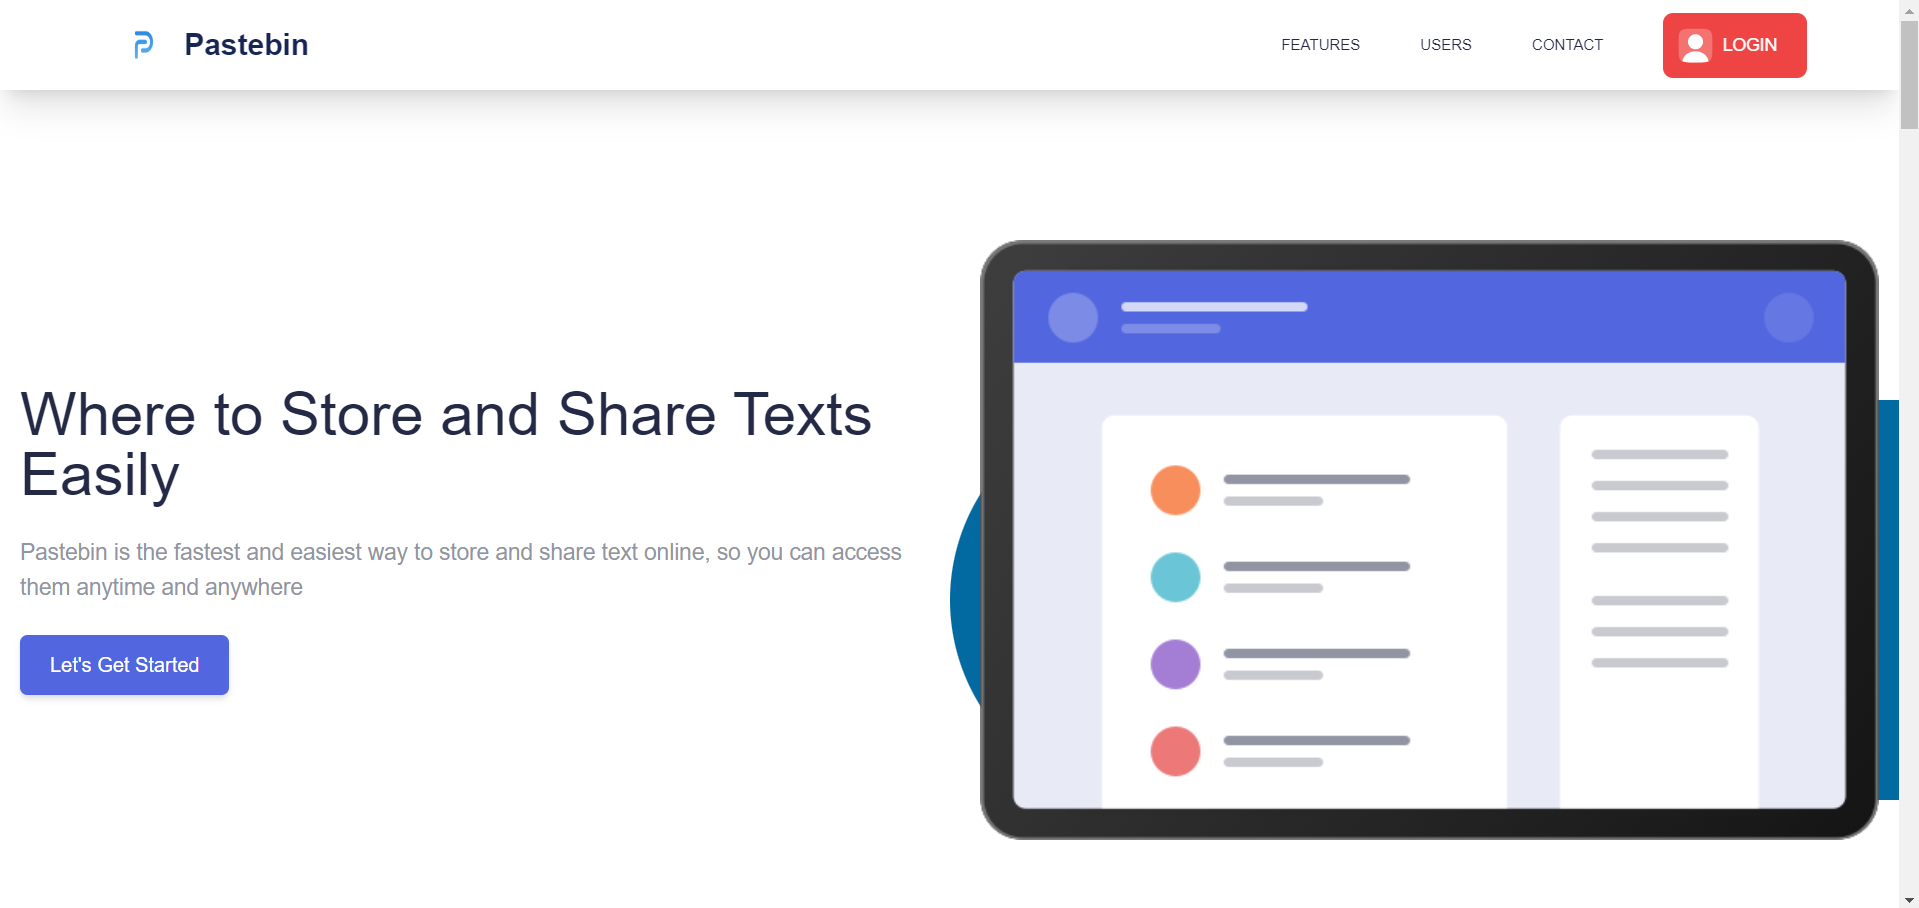 Pastebin
FEATURES
USERS
CONTACT
LOGIN
Where to Store and Share Texts
Easily
Pastebin is the fastest and easiest way to store and share text online, so you can access
them anytime and anywhere
Let's Get Started